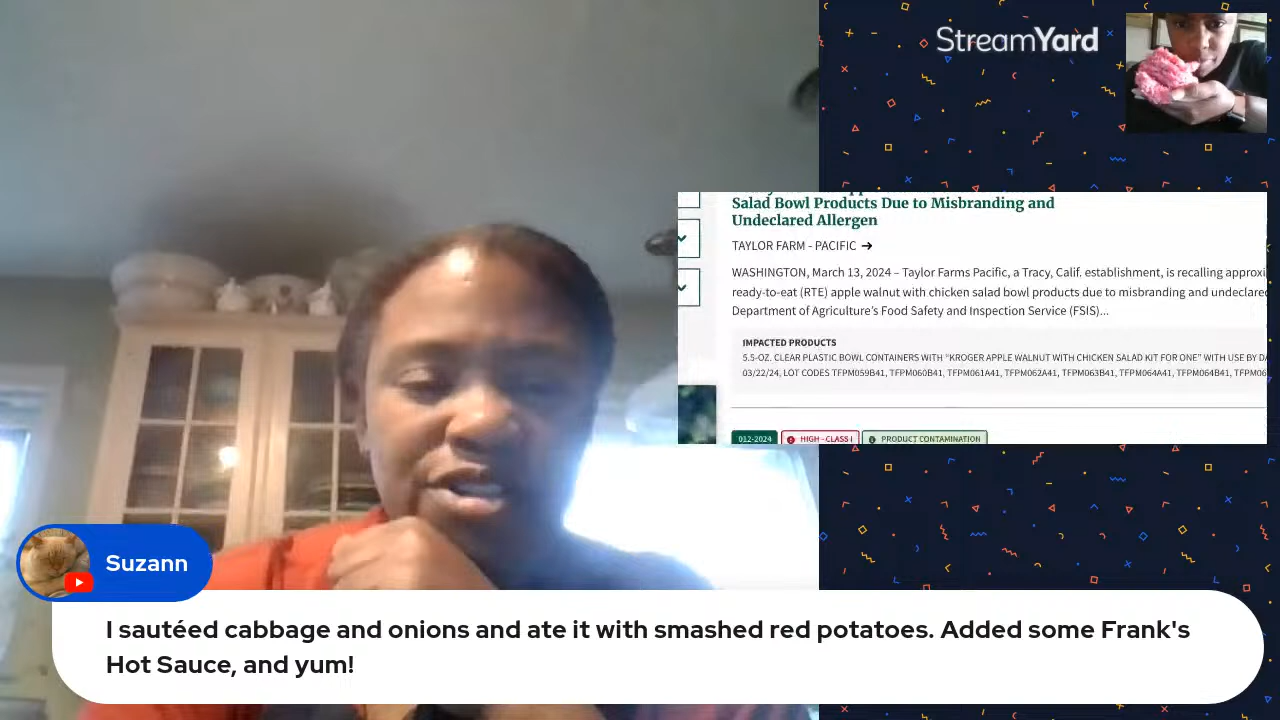 StreamYard
Salad Bowl Products Due to Misbranding and
Undeclared Allergen
TAYLOR FARM - PACIFIC →
WASHINGTON, March 13, 2024 – Taylor Farms Pacific, a Tracy, Calif. establishment, is recalling approxi
ready-to-eat (RTE) apple walnut with chicken salad bowl products due to misbranding and undeclared
Department of Agriculture's Food Safety and Inspection Service (FSIS)...
IMPACTED PRODUCTS
5.5-OZ. CLEAR PLASTIC BOWL CONTAINERS WITH "KROGER APPLE WALNUT WITH CHICKEN SALAD KIT FOR ONE" WITH USE BY
03/22/24, LOT CODES TFPM059B41, TFPM060B41, TFPM061A41, TFPM062A41, TFPM063B41, TFPM064A41, TFPM064B41, TFPM06
012-2024 HIGH - CLASS I PRODUCT CONTAMINATION
Suzann
I sautéed cabbage and onions and ate it with smashed red potatoes. Added some Frank's
Hot Sauce, and yum!